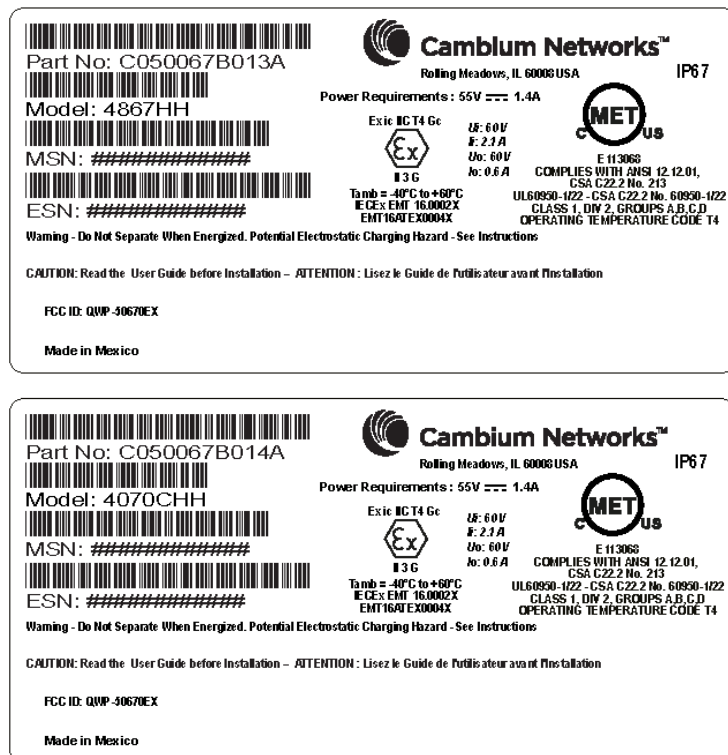 Part No: C050067B013A
Model: 4867HH
MSN: ###############
ESN: ###############
Cambium Networks™
Rolling Meadows, IL 60008 USA
IP67
Power Requirements : 55V 1.4A
Ex ic IIC T4 Gc
Ex
II 3 G
Ui: 60V
Ii: 2.1 A
Uo: 60V
Io: 0.6 A
Tamb = -40°C to +60°C
IECEx EMT 16.0002X
EMT16ATEX0004X
MET
C US
E 113068
COMPLIES WITH ANSI 12.12.01,
CSA C22.2 No. 213
UL60950-1/22 - CSA C22.2 No. 60950-1/22
CLASS 1, DIV 2, GROUPS A,B,C,D
OPERATING TEMPERATURE CODE T4
Warning - Do Not Separate When Energized. Potential Electrostatic Charging Hazard - See Instructions
CAUTION: Read the User Guide before Installation – ATTENTION : Lisez le Guide de l'utilisateur avant l'installation
FCC ID: QWP-50670EX
Made in Mexico
Part No: C050067B014A
Model: 4070CHH
MSN: ###############
ESN: ###############
Cambium Networks™
Rolling Meadows, IL 60008 USA
IP67
Power Requirements : 55V 1.4A
Ex ic IIC T4 Gc
Ex
II 3 G
Ui: 60V
Ii: 2.1 A
Uo: 60V
Io: 0.6 A
Tamb = -40°C to +60°C
IECEx EMT 16.0002X
EMT16ATEX0004X
MET
C US
E 113068
COMPLIES WITH ANSI 12.12.01,
CSA C22.2 No. 213
UL60950-1/22 - CSA C22.2 No. 60950-1/22
CLASS 1, DIV 2, GROUPS A,B,C,D
OPERATING TEMPERATURE CODE T4
Warning - Do Not Separate When Energized. Potential Electrostatic Charging Hazard - See Instructions
CAUTION: Read the User Guide before Installation – ATTENTION : Lisez le Guide de l'utilisateur avant l'installation
FCC ID: QWP-50670EX
Made in Mexico